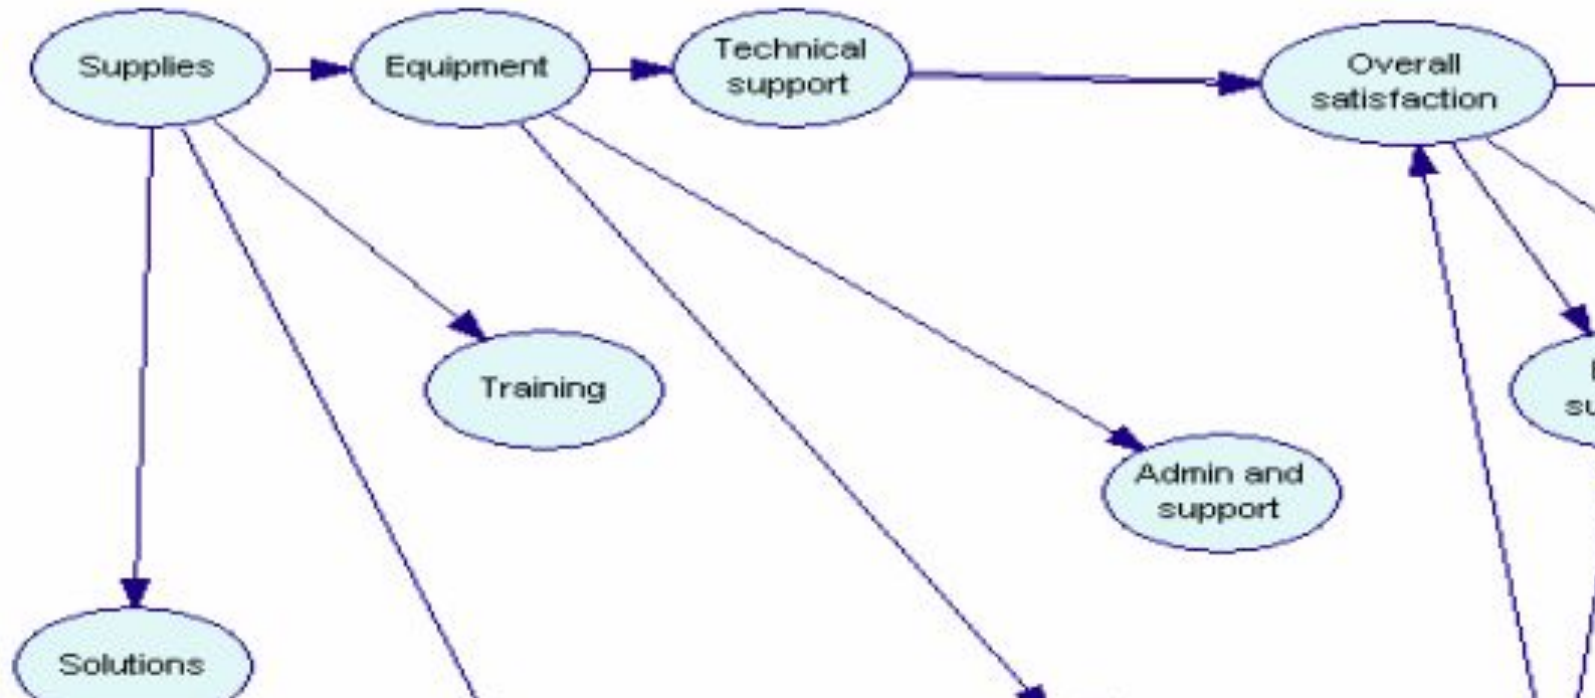 Supplies
Equipment
Technical
support
Overall
satisfaction
Training
Admin and
support
Solutions